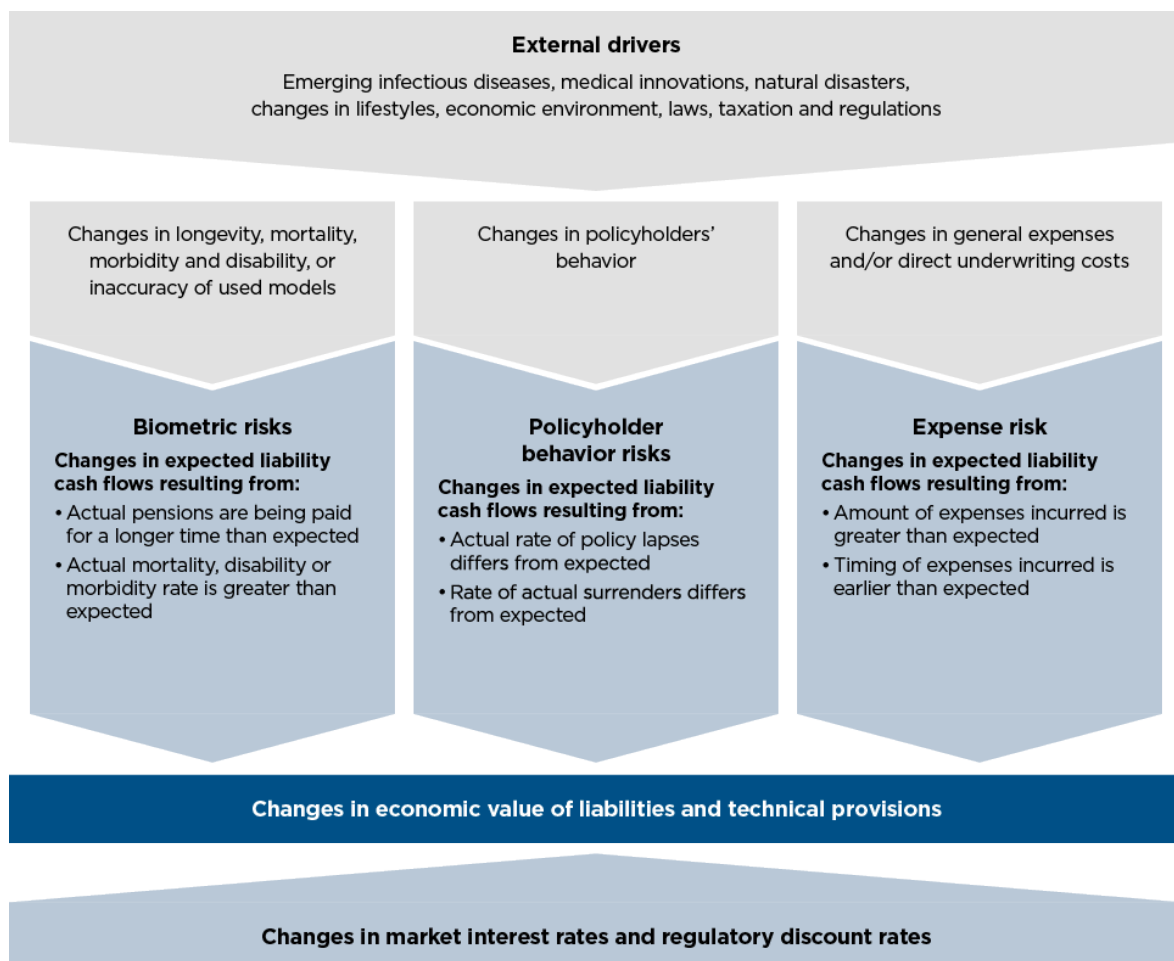 External drivers
Emerging infectious diseases, medical innovations, natural disasters,
changes in lifestyles, economic environment, laws, taxation and regulations
Changes in longevity, mortality,
morbidity and disability, or
inaccuracy of used models
Changes in policyholders'
behavior
Changes in general expenses
and/or direct underwriting costs
Biometric risks
Changes in expected liability
cash flows resulting from:
• Actual pensions are being paid
for a longer time than expected
• Actual mortality, disability or
morbidity rate is greater than
expected
Policyholder
behavior risks
Changes in expected liability
cash flows resulting from:
• Actual rate of policy lapses
differs from expected
• Rate of actual surrenders differs
from expected
Expense risk
Changes in expected liability
cash flows resulting from:
• Amount of expenses incurred is
greater than expected
• Timing of expenses incurred is
earlier than expected
Changes in economic value of liabilities and technical provisions
Changes in market interest rates and regulatory discount rates